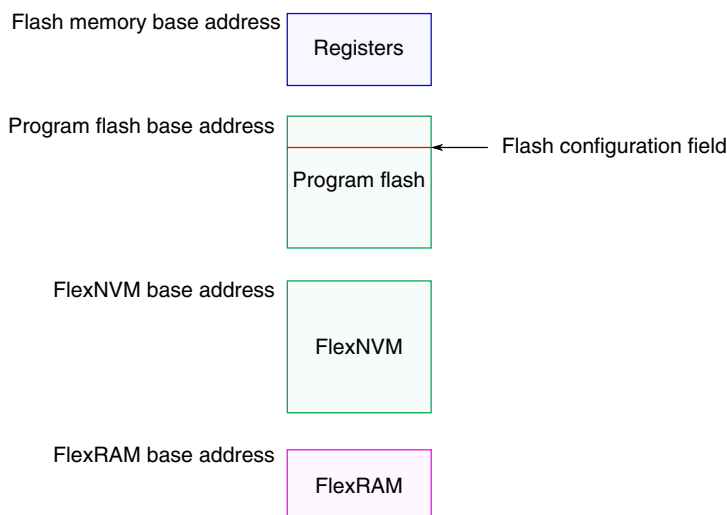 Flash memory base address
Registers
Program flash base address
Flash configuration field
Program flash
FlexNVM base address
FlexNVM
FlexRAM base address
FlexRAM